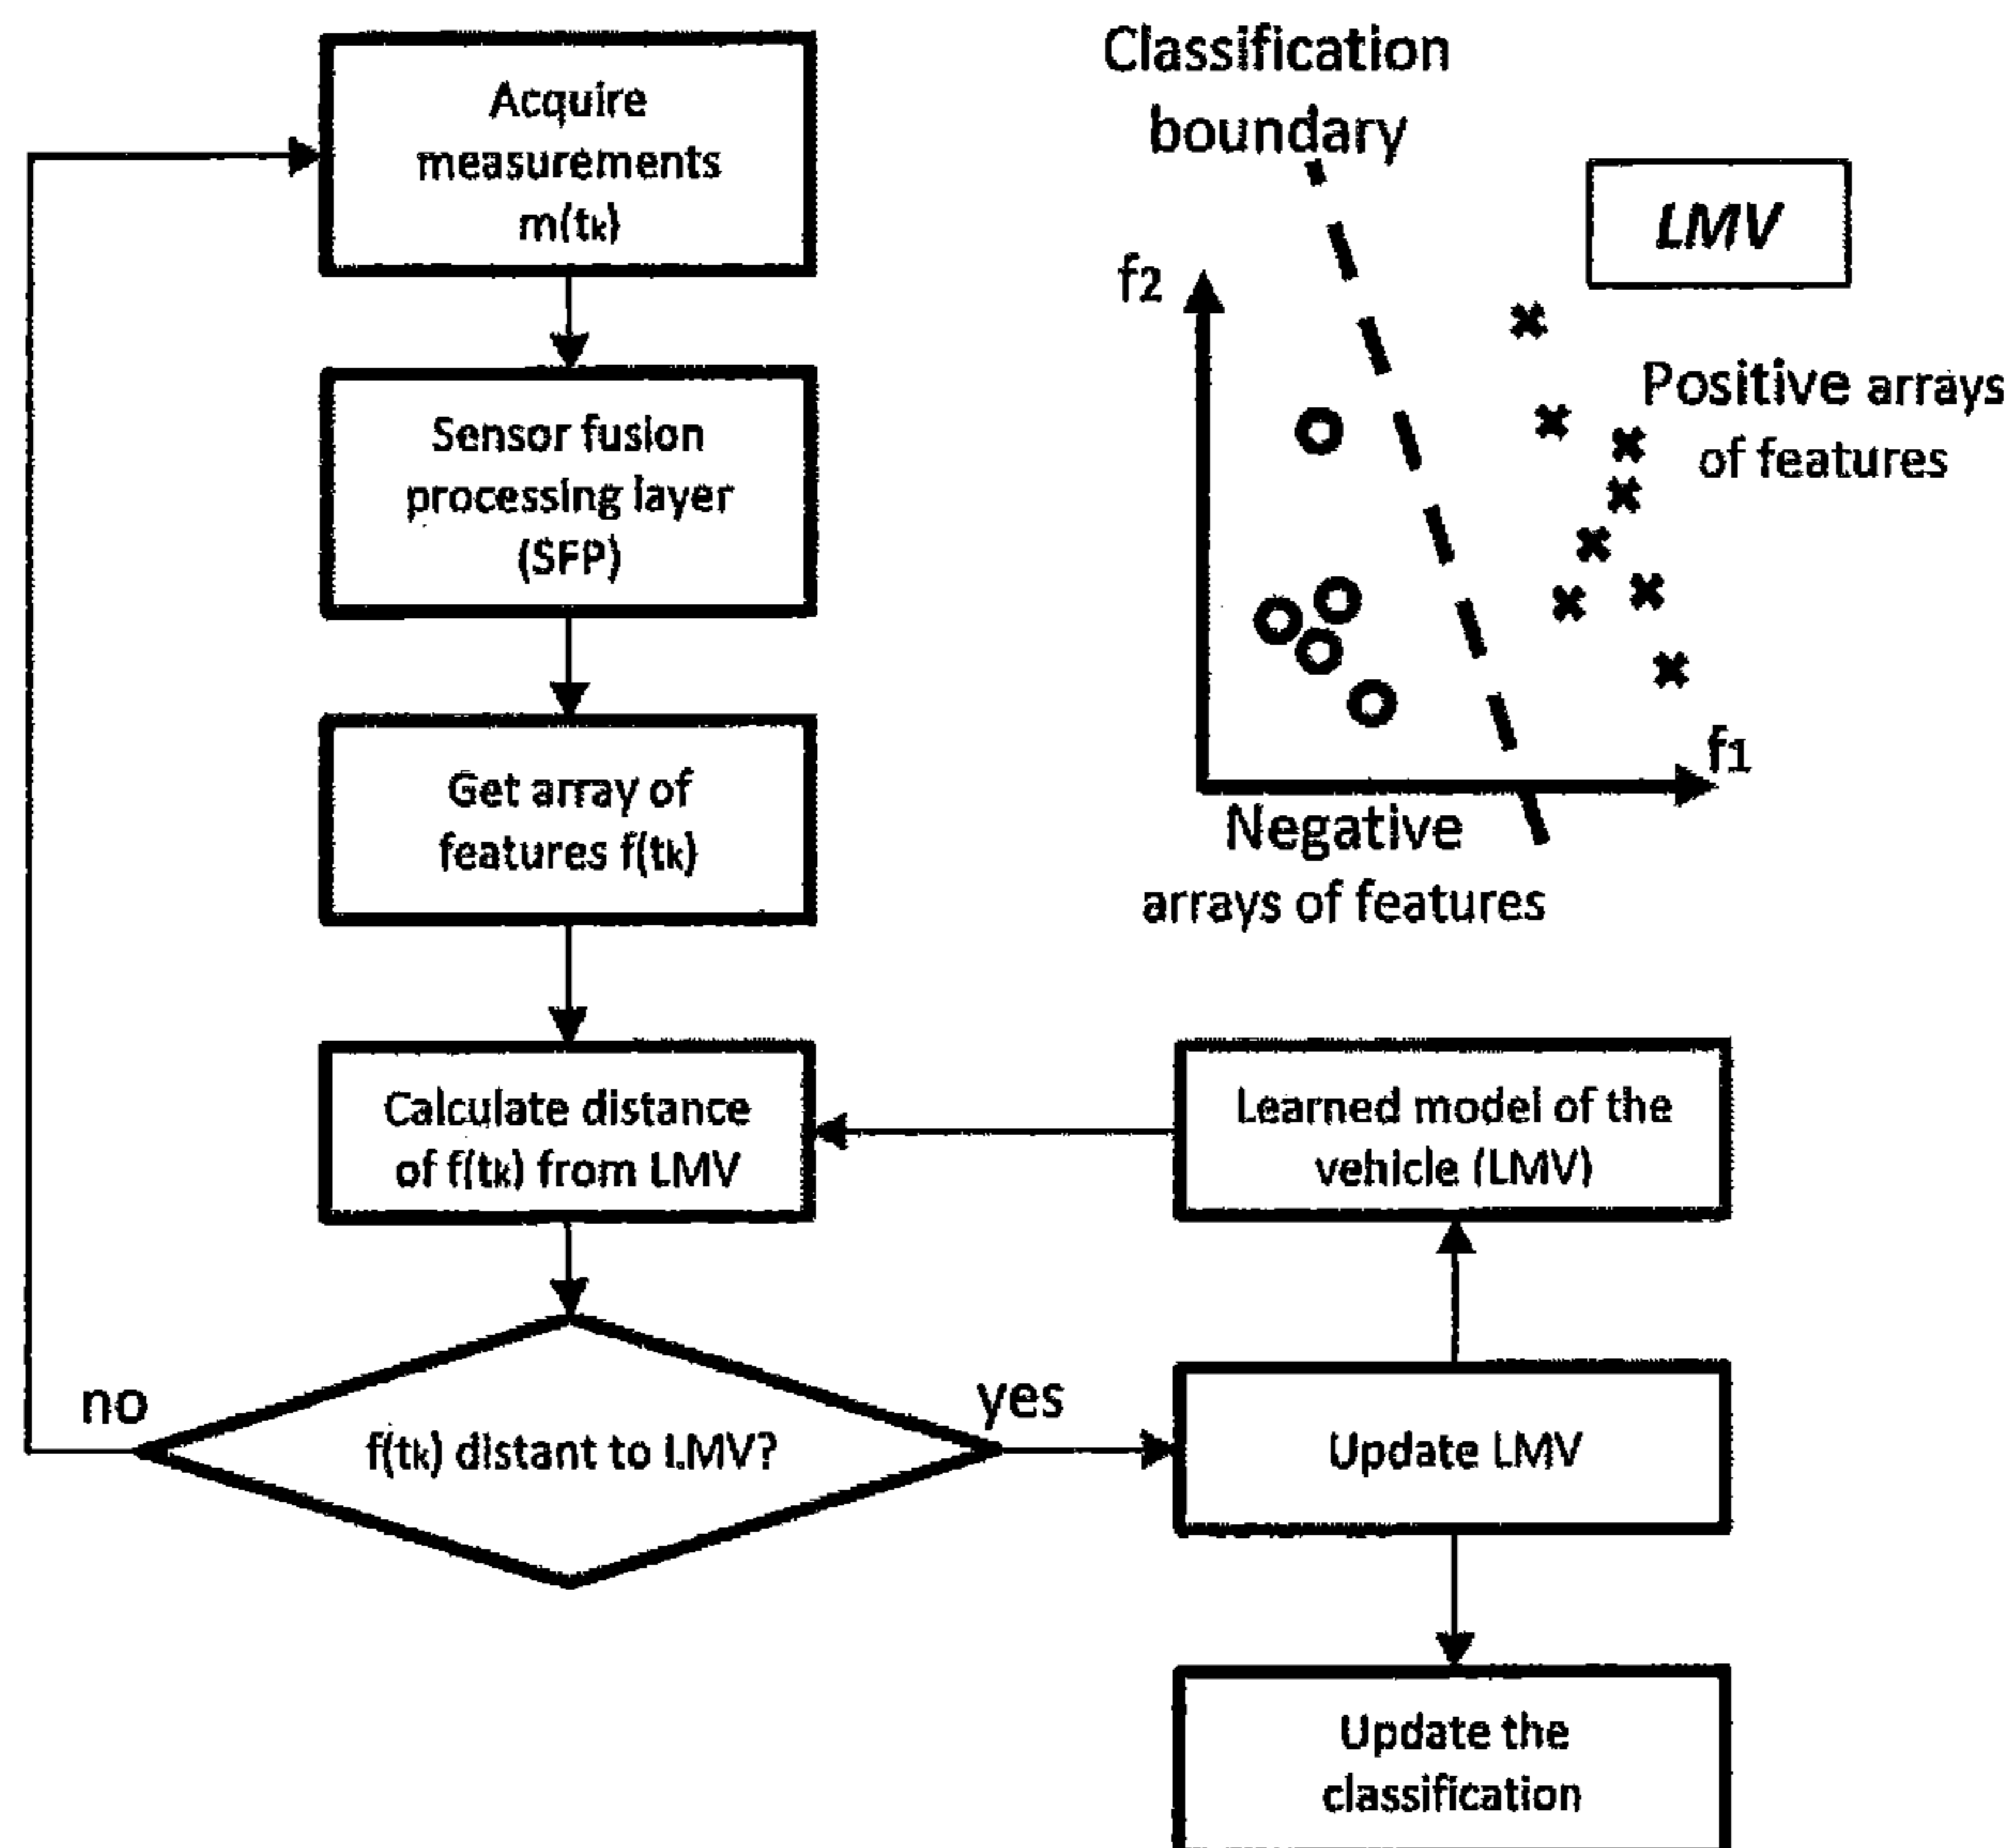 Acquire
measurements
m(tk)
Sensor fusion
processing layer
(SFP)
Get array of
features f(tk)
Calculate distance
of f(tk) from LMV
f(tk) distant to LMV?
no
yes
Classification
boundary
LMV
f2
Positive arrays
of features
f1
Negative
arrays of features
Learned model of the
vehicle (LMV)
Update LMV
Update the
classification